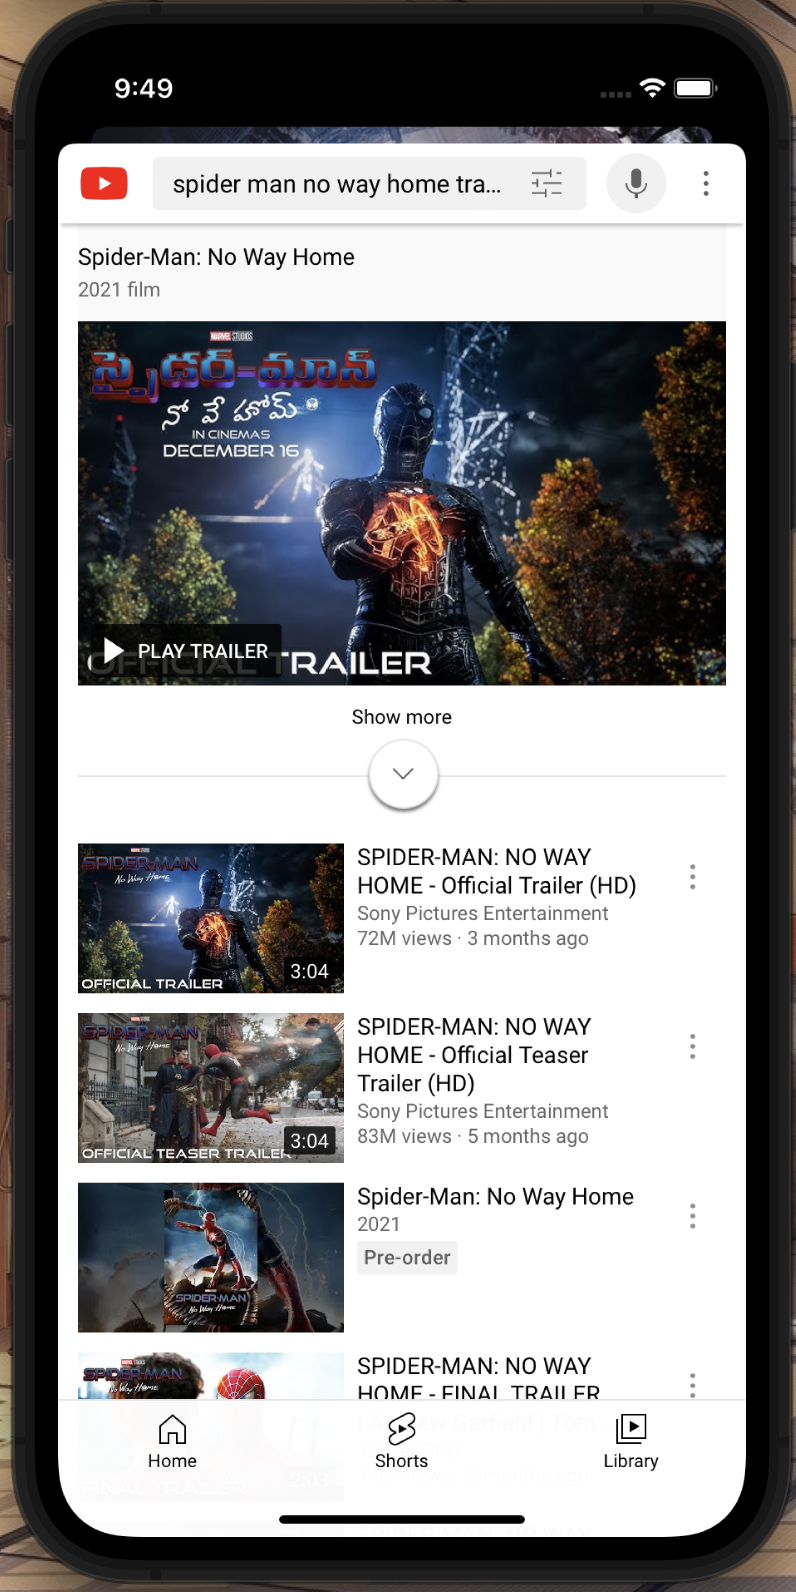 9:49
spider man no way home tra...
Spider-Man: No Way Home
2021 film
MARVEL STUDIOS
స్పైడర్-మాన్
నో వే హోమ్
IN CINEMAS
DECEMBER 16
PLAY TRAILER
OFFICIAL TRAILER
Show more
SPIDER-MAN
No Way Home
OFFICIAL TRAILER
3:04
SPIDER-MAN: NO WAY
HOME - Official Trailer (HD)
Sony Pictures Entertainment
72M views · 3 months ago
SPIDER-MAN
No Way Home
OFFICIAL TEASER TRAILER
3:04
SPIDER-MAN: NO WAY
HOME - Official Teaser
Trailer (HD)
Sony Pictures Entertainment
83M views · 5 months ago
SPIDER-MAN
No Way Home
Spider-Man: No Way Home
2021
Pre-order
SPIDER-MAN
No Way Home
FINAL TRAILER
2:03
SPIDER-MAN: NO WAY
HOME - FINAL TRAILER
Home
Shorts
Library